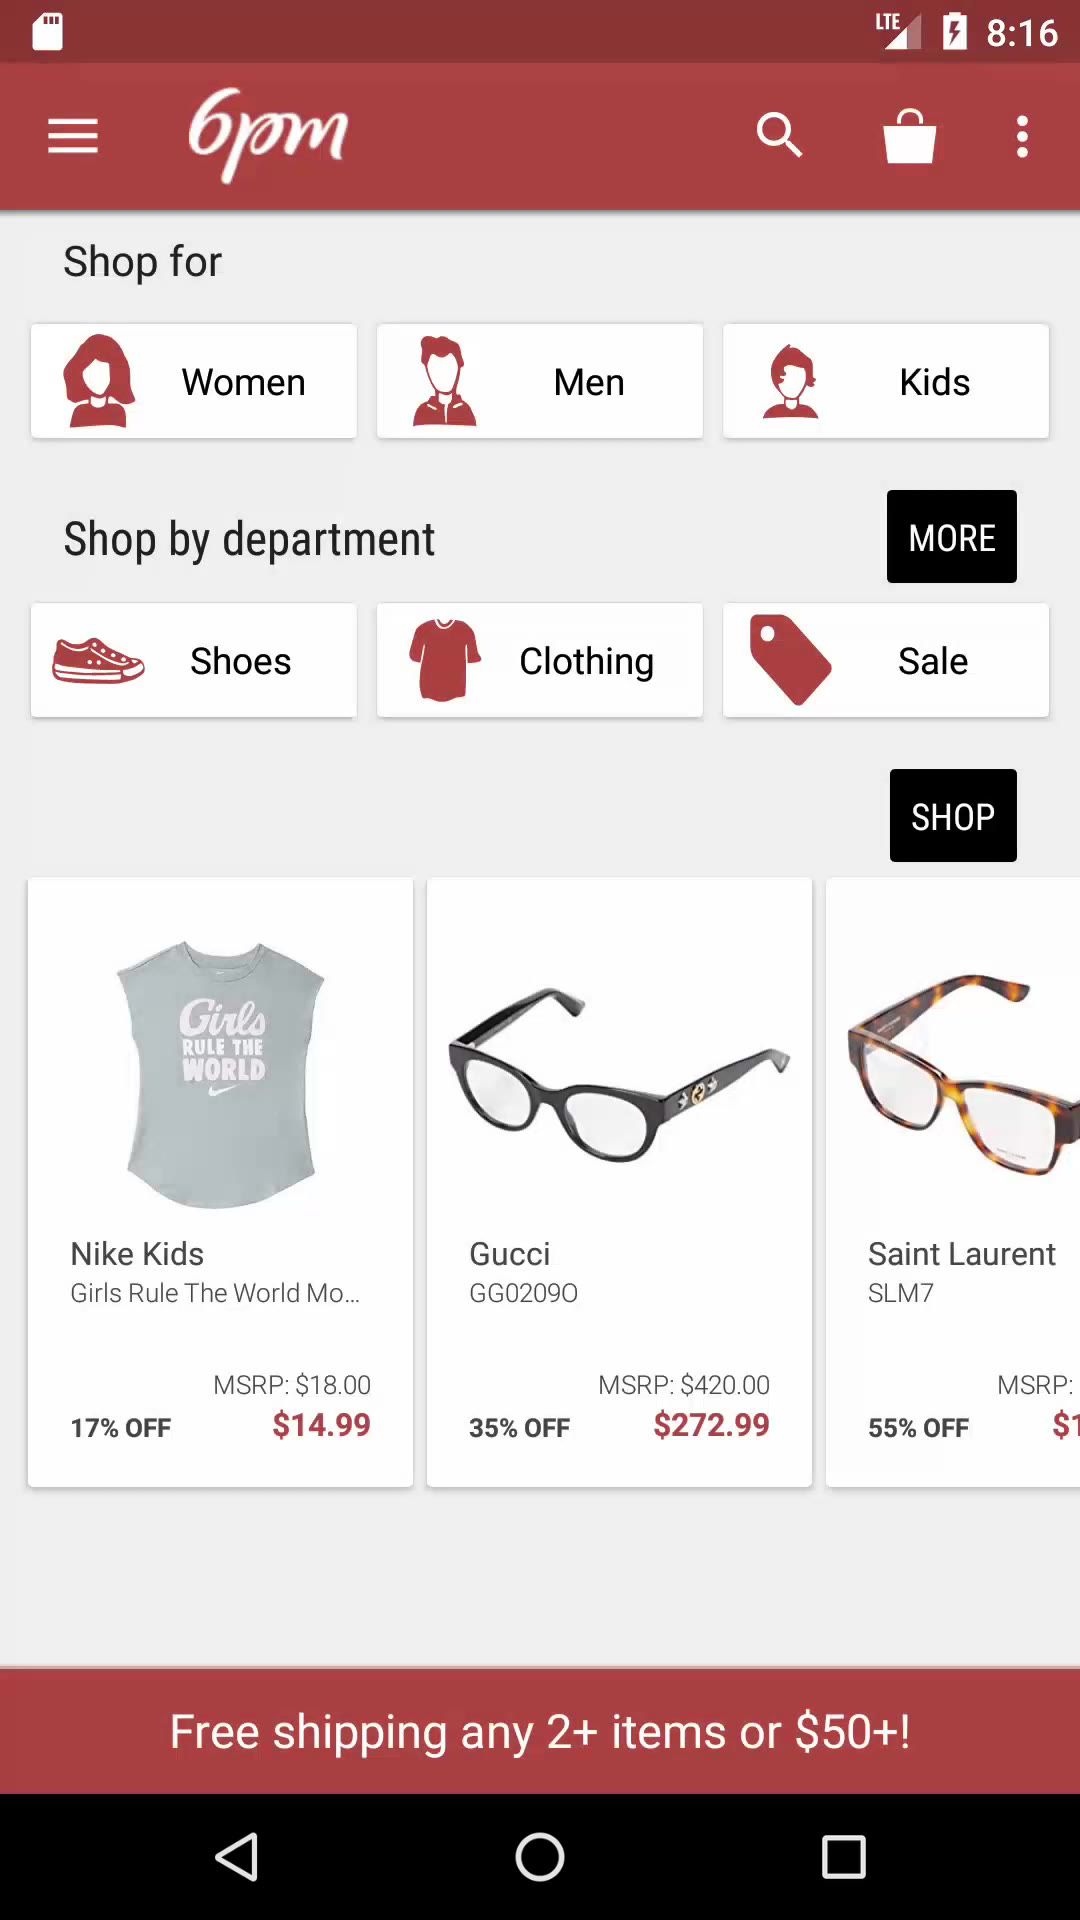 LTE 8:16
6pm
Shop for
Women Men Kids
Shop by department MORE
Shoes Clothing Sale
SHOP
Girls
RULE THE
WORLD
Nike Kids
Girls Rule The World Mo...
MSRP: $18.00
17% OFF $14.99
Gucci
GG0209O
MSRP: $420.00
35% OFF $272.99
Saint Laurent
SLM7
MSRP:
55% OFF $1
Free shipping any 2+ items or $50+!